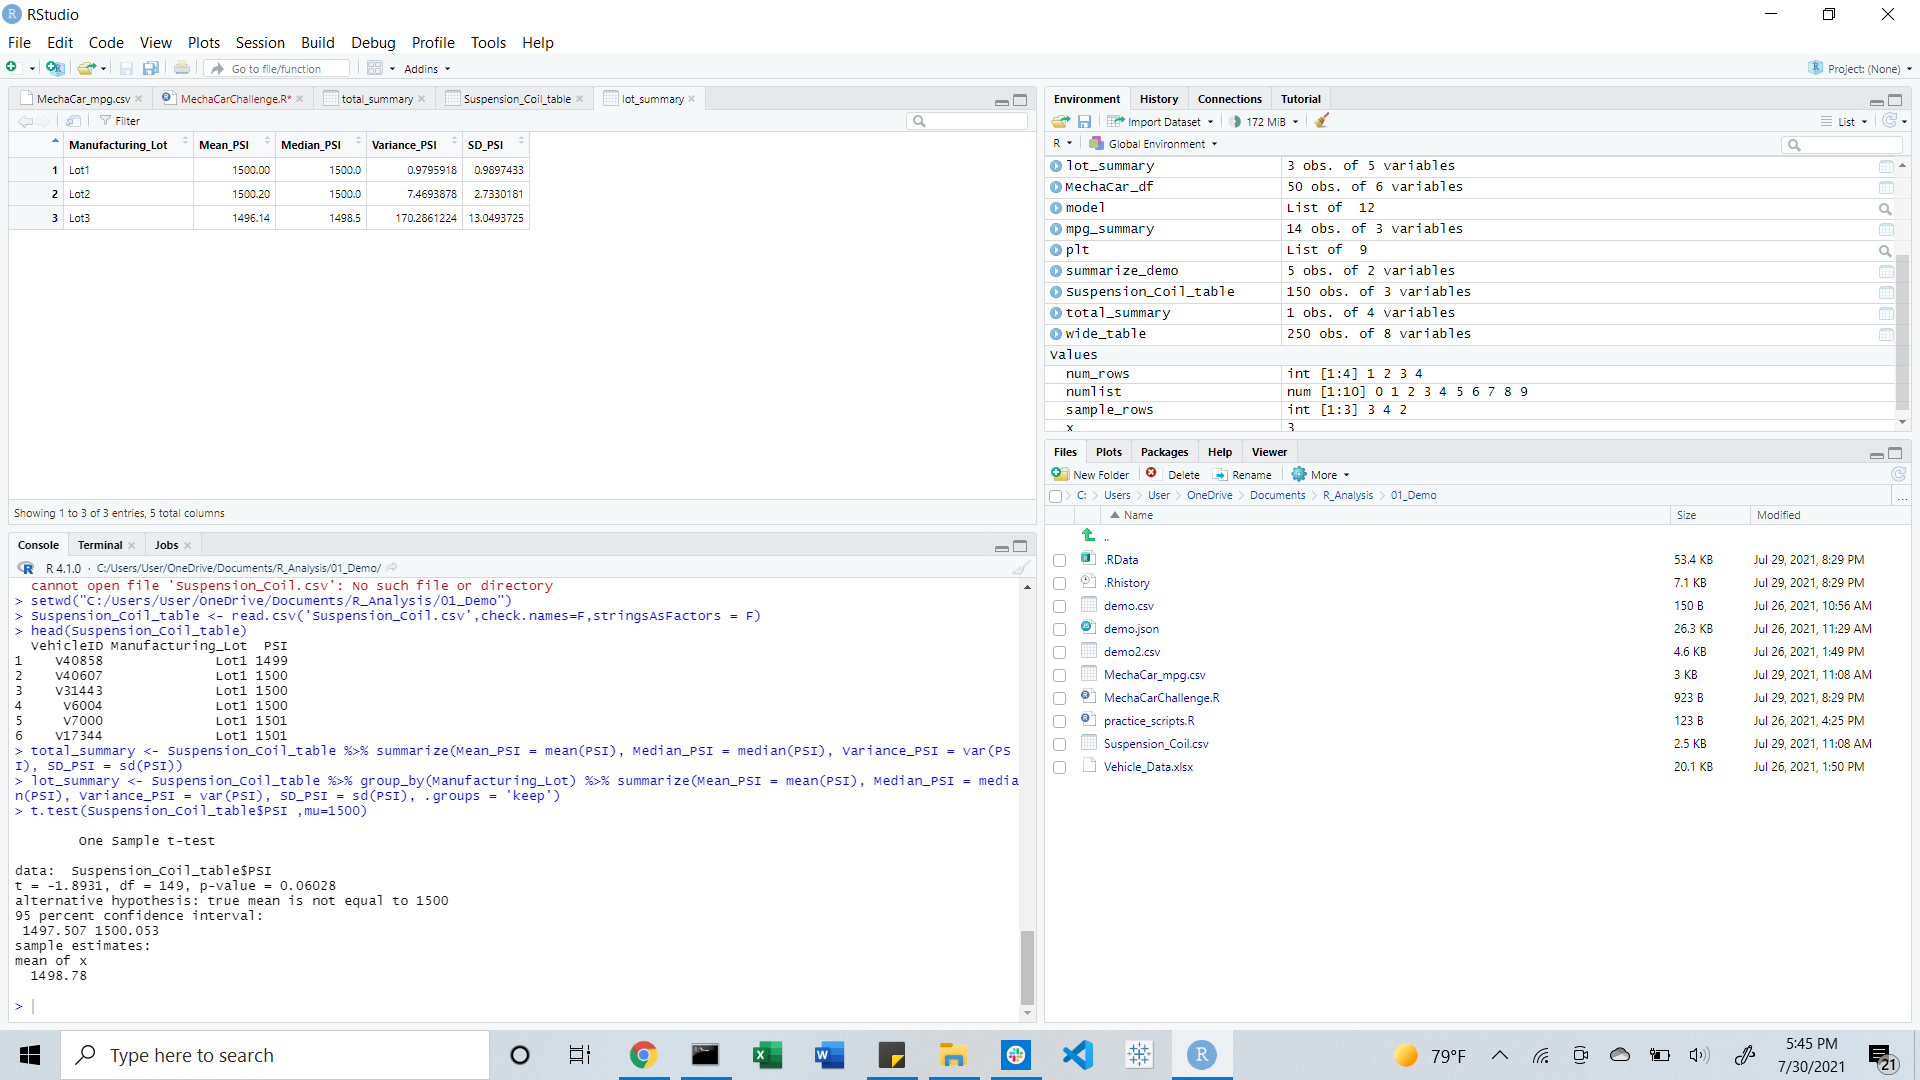 RStudio
File Edit Code View Plots Session Build Debug Profile Tools Help
Go to file/function Addins Project: (None)
MechaCar_mpg.csv MechaCarChallenge.R* total_summary Suspension_Coil_table lot_summary
Filter
Manufacturing_Lot Mean_PSI Median_PSI Variance_PSI SD_PSI
1 Lot1 1500.00 1500.0 0.9795918 0.9897433
2 Lot2 1500.20 1500.0 7.4693878 2.7330181
3 Lot3 1496.14 1498.5 170.2861224 13.0493725
Showing 1 to 3 of 3 entries, 5 total columns
Console Terminal Jobs
R 4.1.0 · C:/Users/User/OneDrive/Documents/R_Analysis/01_Demo/
cannot open file 'Suspension_Coil.csv': No such file or directory
> setwd("C:/Users/User/OneDrive/Documents/R_Analysis/01_Demo")
> Suspension_Coil_table <- read.csv('Suspension_Coil.csv',check.names=F,stringsAsFactors = F)
> head(Suspension_Coil_table)
VehicleID Manufacturing_Lot PSI
1 V40858 Lot1 1499
2 V40607 Lot1 1500
3 V31443 Lot1 1500
4 V6004 Lot1 1500
5 V7000 Lot1 1501
6 V17344 Lot1 1501
> total_summary <- Suspension_Coil_table %>% summarize(Mean_PSI = mean(PSI), Median_PSI = median(PSI), Variance_PSI = var(PS
I), SD_PSI = sd(PSI))
> lot_summary <- Suspension_Coil_table %>% group_by(Manufacturing_Lot) %>% summarize(Mean_PSI = mean(PSI), Median_PSI = media
n(PSI), Variance_PSI = var(PSI), SD_PSI = sd(PSI), .groups = 'keep')
> t.test(Suspension_Coil_table$PSI ,mu=1500)
One Sample t-test
data: Suspension_Coil_table$PSI
t = -1.8931, df = 149, p-value = 0.06028
alternative hypothesis: true mean is not equal to 1500
95 percent confidence interval:
1497.507 1500.053
sample estimates:
mean of x
1498.78
>
Environment History Connections Tutorial
Import Dataset 172 MiB List
R Global Environment
lot_summary 3 obs. of 5 variables
MechaCar_df 50 obs. of 6 variables
model List of 12
mpg_summary 14 obs. of 3 variables
plt List of 9
summarize_demo 5 obs. of 2 variables
Suspension_Coil_table 150 obs. of 3 variables
total_summary 1 obs. of 4 variables
wide_table 250 obs. of 8 variables
Values
num_rows int [1:4] 1 2 3 4
numlist num [1:10] 0 1 2 3 4 5 6 7 8 9
sample_rows int [1:3] 3 4 2
x 3
Files Plots Packages Help Viewer
New Folder Delete Rename More
C: Users User OneDrive Documents R_Analysis 01_Demo ...
Name Size Modified
..
.RData 53.4 KB Jul 29, 2021, 8:29 PM
.Rhistory 7.1 KB Jul 29, 2021, 8:29 PM
demo.csv 150 B Jul 26, 2021, 10:56 AM
demo.json 26.3 KB Jul 26, 2021, 11:29 AM
demo2.csv 4.6 KB Jul 26, 2021, 1:49 PM
MechaCar_mpg.csv 3 KB Jul 29, 2021, 11:08 AM
MechaCarChallenge.R 923 B Jul 29, 2021, 8:29 PM
practice_scripts.R 123 B Jul 26, 2021, 4:25 PM
Suspension_Coil.csv 2.5 KB Jul 29, 2021, 11:08 AM
Vehicle_Data.xlsx 20.1 KB Jul 26, 2021, 1:50 PM
Type here to search
79°F
5:45 PM
7/30/2021
21